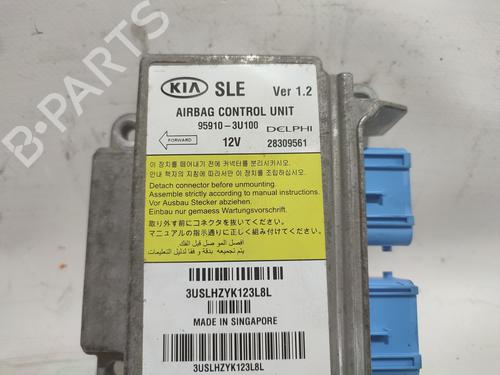 KIA SLE Ver 1.2
AIRBAG CONTROL UNIT
95910-3U100 DELPHI
FORWARD 12V 28309561
이 장치를 떼어내기 전에 커넥터를 분리시키시오.
안내 책자의 지침에 따라서만 이 장치를 조립하십시오.
Detach connector before unmounting.
Assemble strictly according to manual instructions.
Vor Ausbau Stecker abziehen.
Einbau nur gemaess Wartungsvorschrift.
取り外す前にコネクタを抜いてください。
マニュアルの指示通りに正しく組み付けてください
افصل الموصل قبل الفك.
يتم تجميعه بدقة و فقا لدليل التعليمات
3USLHZYK123L8L
MADE IN SINGAPORE
3USLHZYK123L8L
B-PARTS